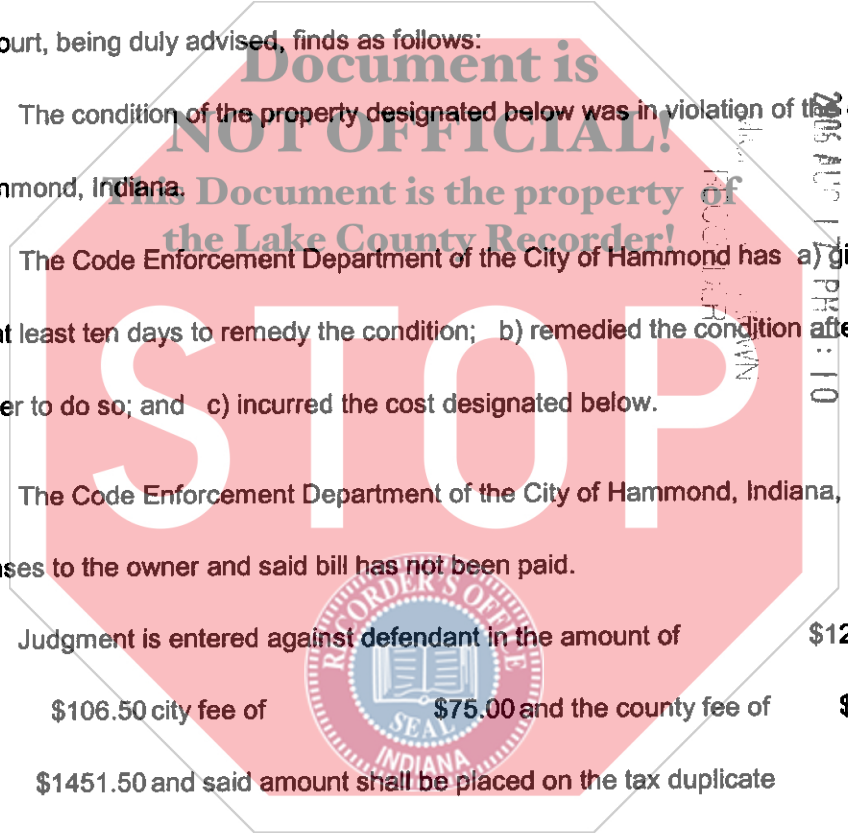 ourt, being duly advised, finds as follows:
Document is
The condition of the property designated below was in violation of the
NOT OFFICIAL!
mmond, Indiana.
This Document is the property of
the Lake County Recorder!
The Code Enforcement Department of the City of Hammond has a) gi
at least ten days to remedy the condition; b) remedied the condition afte
er to do so; and c) incurred the cost designated below.
STOP
The Code Enforcement Department of the City of Hammond, Indiana,
nses to the owner and said bill has not been paid.
RECORDER'S OFFICE
Judgment is entered against defendant in the amount of $12
$106.50 city fee of $75.00 and the county fee of $
SEAL
INDIANA
$1451.50 and said amount shall be placed on the tax duplicate